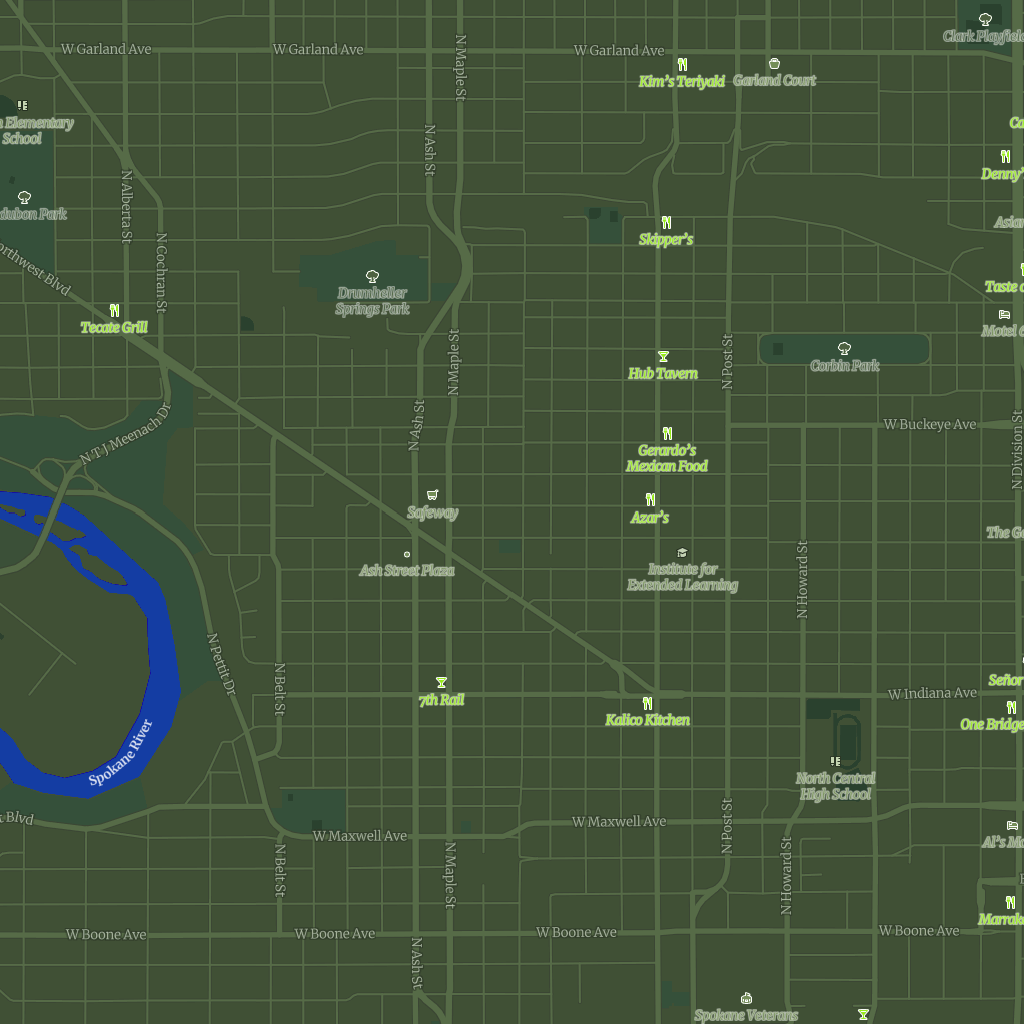 Clark Playfield
W Garland Ave
W Garland Ave
W Garland Ave
N Maple St
Kim's Teriyaki
Garland Court
Elementary
School
N Ash St
Denny's
N Alberta St
Audubon Park
Skipper's
N Cochran St
Northwest Blvd
Drumheller
Springs Park
Taste
Tecate Grill
Motel 6
N Maple St
N Post St
Corbin Park
Hub Tavern
N Ash St
N T J Meenach Dr
W Buckeye Ave
N Division St
Gerardo's
Mexican Food
Safeway
Azar's
Ash Street Plaza
Institute for
Extended Learning
N Howard St
N Pettit Dr
N Belt St
7th Rail
W Indiana Ave
Señor
Kalico Kitchen
One Bridge
Spokane River
North Central
High School
Blvd
W Maxwell Ave
W Maxwell Ave
N Post St
Al's
N Belt St
N Maple St
N Howard St
W Boone Ave
W Boone Ave
W Boone Ave
W Boone Ave
N Ash St
Spokane Veterans